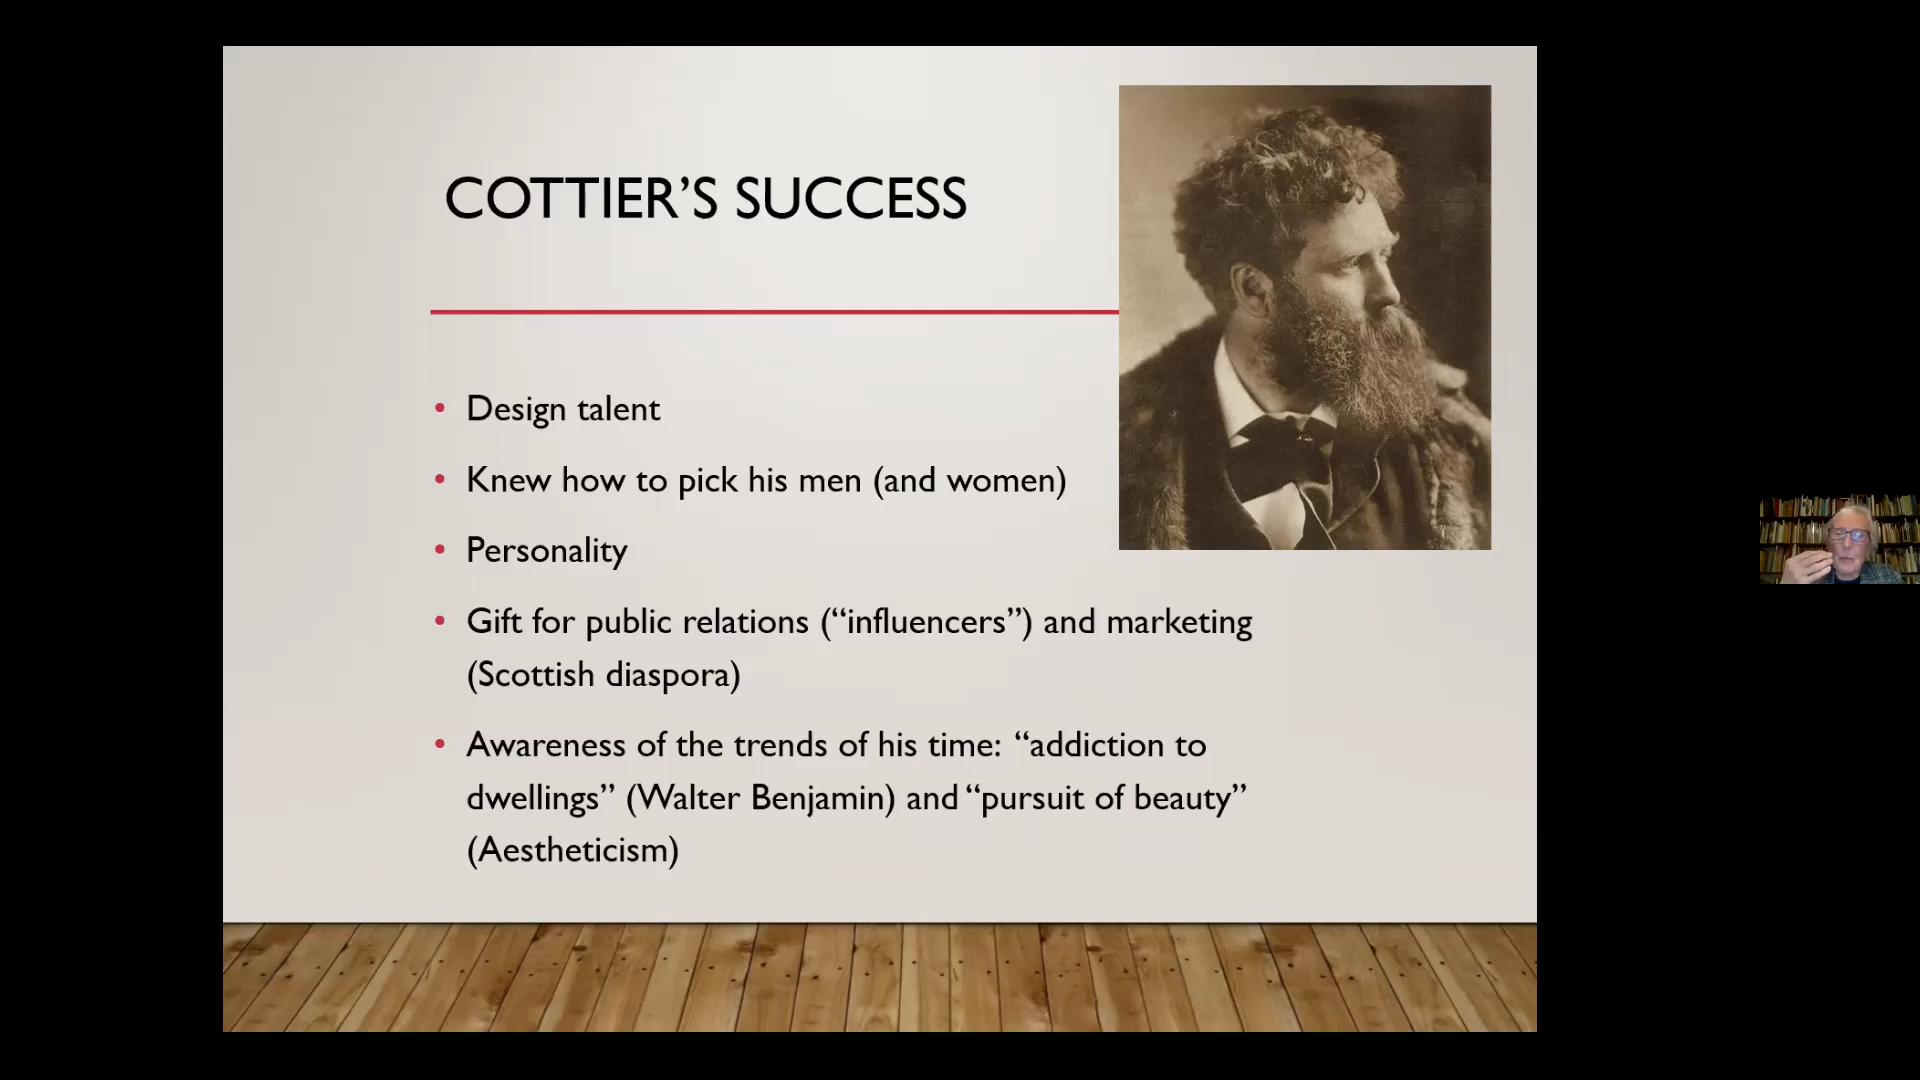 COTTIER’S SUCCESS
• Design talent
• Knew how to pick his men (and women)
• Personality
• Gift for public relations (“influencers”) and marketing
(Scottish diaspora)
• Awareness of the trends of his time: “addiction to
dwellings” (Walter Benjamin) and “pursuit of beauty”
(Aestheticism)